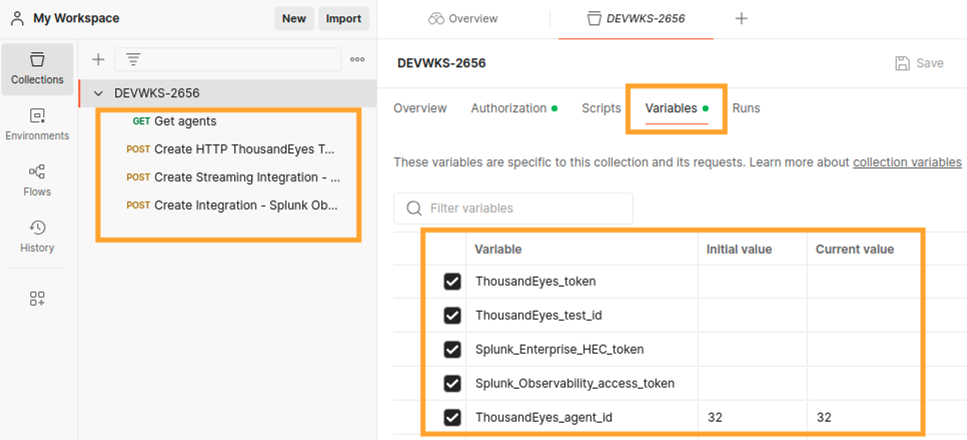 My Workspace
New
Import
Overview
DEVWKS-2656
Collections
Environments
Flows
History
DEVWKS-2656
GET Get agents
POST Create HTTP ThousandEyes T...
POST Create Streaming Integration - ...
POST Create Integration - Splunk Ob...
DEVWKS-2656
Save
Overview
Authorization
Scripts
Variables
Runs
These variables are specific to this collection and its requests. Learn more about collection variables
Filter variables
Variable Initial value Current value
ThousandEyes_token
ThousandEyes_test_id
Splunk_Enterprise_HEC_token
Splunk_Observability_access_token
ThousandEyes_agent_id 32 32